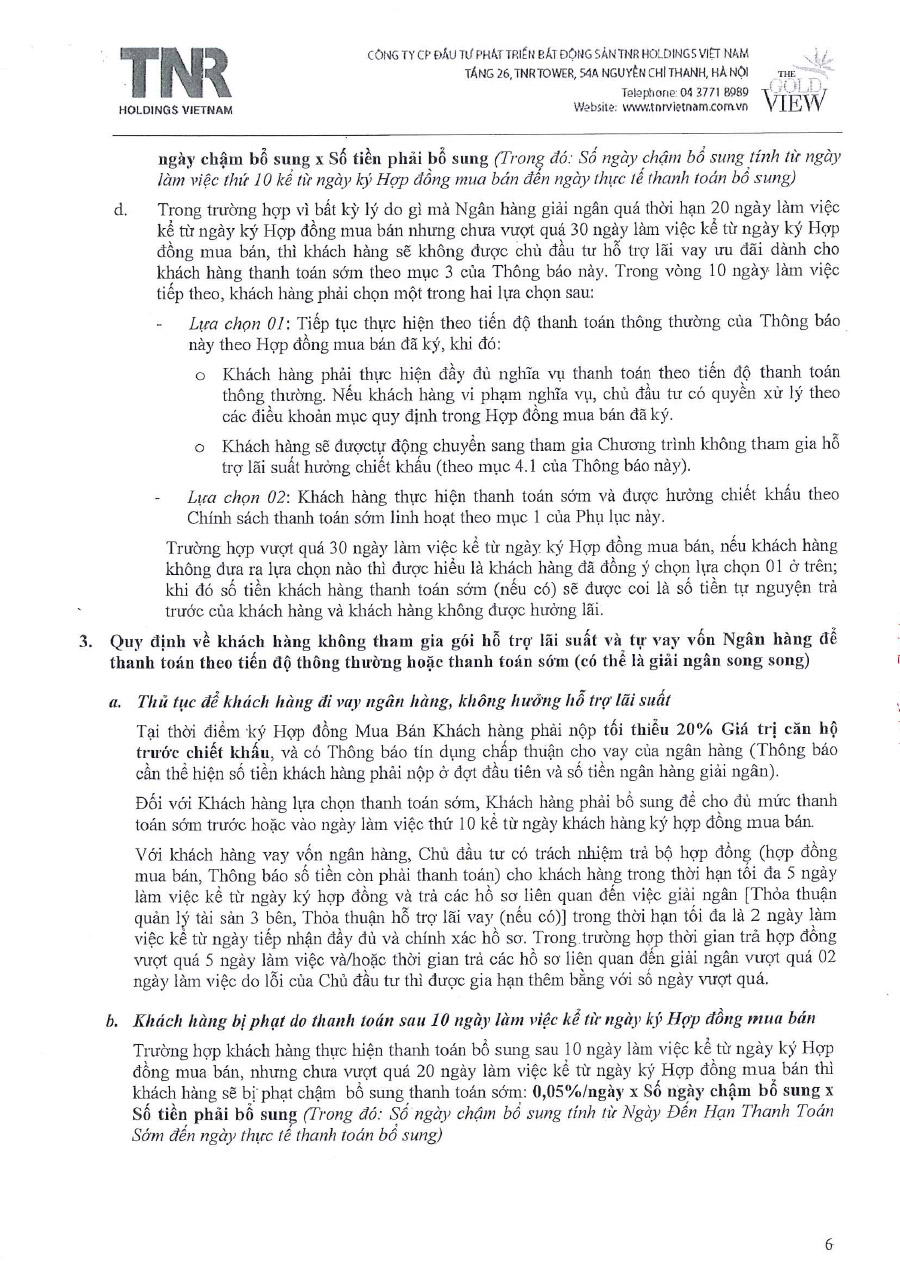 TNR
HOLDINGS VIETNAM
CÔNG TY CP ĐẦU TƯ PHÁT TRIỂN BẤT ĐỘNG SẢN TNR HOLDINGS VIỆT NAM
TẦNG 26, TNR TOWER, 54A NGUYỄN CHÍ THANH, HÀ NỘI
Telephone: 04 3771 8989
Website: www.tnrvietnam.com.vn
THE
GOLD
VIEW
ngày chậm bổ sung x Số tiền phải bổ sung (Trong đó: Số ngày chậm bổ sung tính từ ngày
làm việc thứ 10 kể từ ngày ký Hợp đồng mua bán đến ngày thực tế thanh toán bổ sung)
d. Trong trường hợp vì bất kỳ lý do gì mà Ngân hàng giải ngân quá thời hạn 20 ngày làm việc
kể từ ngày ký Hợp đồng mua bán nhưng chưa vượt quá 30 ngày làm việc kể từ ngày ký Hợp
đồng mua bán, thì khách hàng sẽ không được chủ đầu tư hỗ trợ lãi vay ưu đãi dành cho
khách hàng thanh toán sớm theo mục 3 của Thông báo này. Trong vòng 10 ngày làm việc
tiếp theo, khách hàng phải chọn một trong hai lựa chọn sau:
- Lựa chọn 01: Tiếp tục thực hiện theo tiến độ thanh toán thông thường của Thông báo
này theo Hợp đồng mua bán đã ký, khi đó:
o Khách hàng phải thực hiện đầy đủ nghĩa vụ thanh toán theo tiến độ thanh toán
thông thường. Nếu khách hàng vi phạm nghĩa vụ, chủ đầu tư có quyền xử lý theo
các điều khoản mục quy định trong Hợp đồng mua bán đã ký.
o Khách hàng sẽ đượctự động chuyển sang tham gia Chương trình không tham gia hỗ
trợ lãi suất hưởng chiết khấu (theo mục 4.1 của Thông báo này).
- Lựa chọn 02: Khách hàng thực hiện thanh toán sớm và được hưởng chiết khấu theo
Chính sách thanh toán sớm linh hoạt theo mục 1 của Phụ lục này.
Trường hợp vượt quá 30 ngày làm việc kể từ ngày ký Hợp đồng mua bán, nếu khách hàng
không đưa ra lựa chọn nào thì được hiểu là khách hàng đã đồng ý chọn lựa chọn 01 ở trên;
khi đó số tiền khách hàng thanh toán sớm (nếu có) sẽ được coi là số tiền tự nguyện trả
trước của khách hàng và khách hàng không được hưởng lãi.
3. Quy định về khách hàng không tham gia gói hỗ trợ lãi suất và tự vay vốn Ngân hàng để
thanh toán theo tiến độ thông thường hoặc thanh toán sớm (có thể là giải ngân song song)
a. Thủ tục để khách hàng đi vay ngân hàng, không hưởng hỗ trợ lãi suất
Tại thời điểm ký Hợp đồng Mua Bán Khách hàng phải nộp tối thiểu 20% Giá trị căn hộ
trước chiết khấu, và có Thông báo tín dụng chấp thuận cho vay của ngân hàng (Thông báo
cần thể hiện số tiền khách hàng phải nộp ở đợt đầu tiên và số tiền ngân hàng giải ngân).
Đối với Khách hàng lựa chọn thanh toán sớm, Khách hàng phải bổ sung để cho đủ mức thanh
toán sớm trước hoặc vào ngày làm việc thứ 10 kể từ ngày khách hàng ký hợp đồng mua bán.
Với khách hàng vay vốn ngân hàng, Chủ đầu tư có trách nhiệm trả bộ hợp đồng (hợp đồng
mua bán, Thông báo số tiền còn phải thanh toán) cho khách hàng trong thời hạn tối đa 5 ngày
làm việc kể từ ngày ký hợp đồng và trả các hồ sơ liên quan đến việc giải ngân [Thỏa thuận
quản lý tài sản 3 bên, Thỏa thuận hỗ trợ lãi vay (nếu có)] trong thời hạn tối đa là 2 ngày làm
việc kể từ ngày tiếp nhận đầy đủ và chính xác hồ sơ. Trong trường hợp thời gian trả hợp đồng
vượt quá 5 ngày làm việc và/hoặc thời gian trả các hồ sơ liên quan đến giải ngân vượt quá 02
ngày làm việc do lỗi của Chủ đầu tư thì được gia hạn thêm bằng với số ngày vượt quá.
b. Khách hàng bị phạt do thanh toán sau 10 ngày làm việc kể từ ngày ký Hợp đồng mua bán
Trường hợp khách hàng thực hiện thanh toán bổ sung sau 10 ngày làm việc kể từ ngày ký Hợp
đồng mua bán, nhưng chưa vượt quá 20 ngày làm việc kể từ ngày ký Hợp đồng mua bán thì
khách hàng sẽ bị phạt chậm bổ sung thanh toán sớm: 0,05%/ngày x Số ngày chậm bổ sung x
Số tiền phải bổ sung (Trong đó: Số ngày chậm bổ sung tính từ Ngày Đến Hạn Thanh Toán
Sớm đến ngày thực tế thanh toán bổ sung)
6